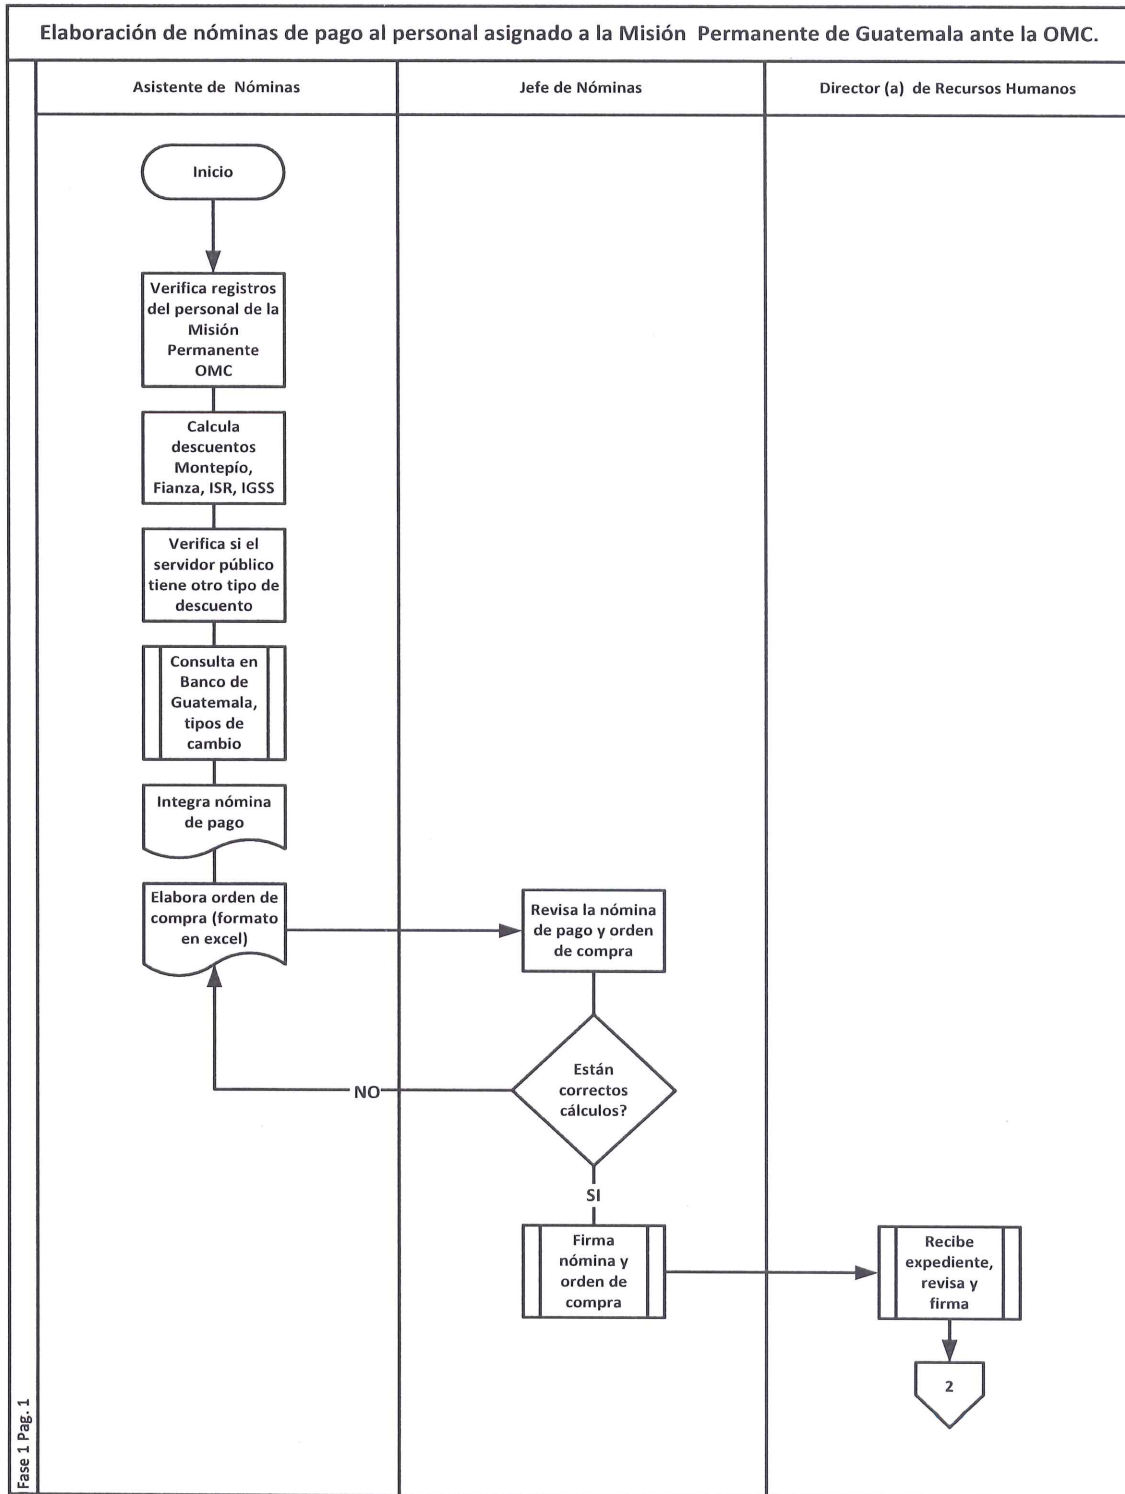 Elaboración de nóminas de pago al personal asignado a la Misión Permanente de Guatemala ante la OMC.
Asistente de Nóminas
Jefe de Nóminas
Director (a) de Recursos Humanos
Inicio
Verifica registros
del personal de la
Misión
Permanente
OMC
Calcula
descuentos
Montepío,
Fianza, ISR, IGSS
Verifica si el
servidor público
tiene otro tipo de
descuento
Consulta en
Banco de
Guatemala,
tipos de
cambio
Integra nómina
de pago
Elabora orden de
compra (formato
en excel)
Revisa la nómina
de pago y orden
de compra
Están
correctos
cálculos?
NO
SI
Firma
nómina y
orden de
compra
Recibe
expediente,
revisa y
firma
2
Fase 1 Pag. 1